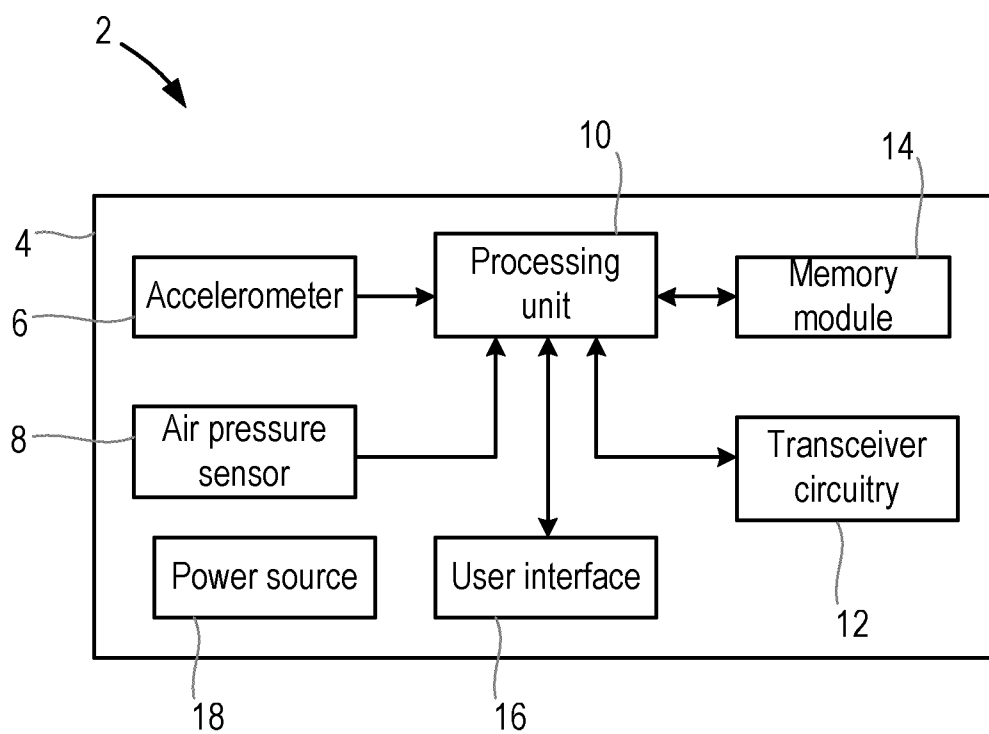 2
10
14
4
Processing
unit
Accelerometer
Memory
module
6
Air pressure
sensor
8
Transceiver
circuitry
Power source
User interface
12
18
16